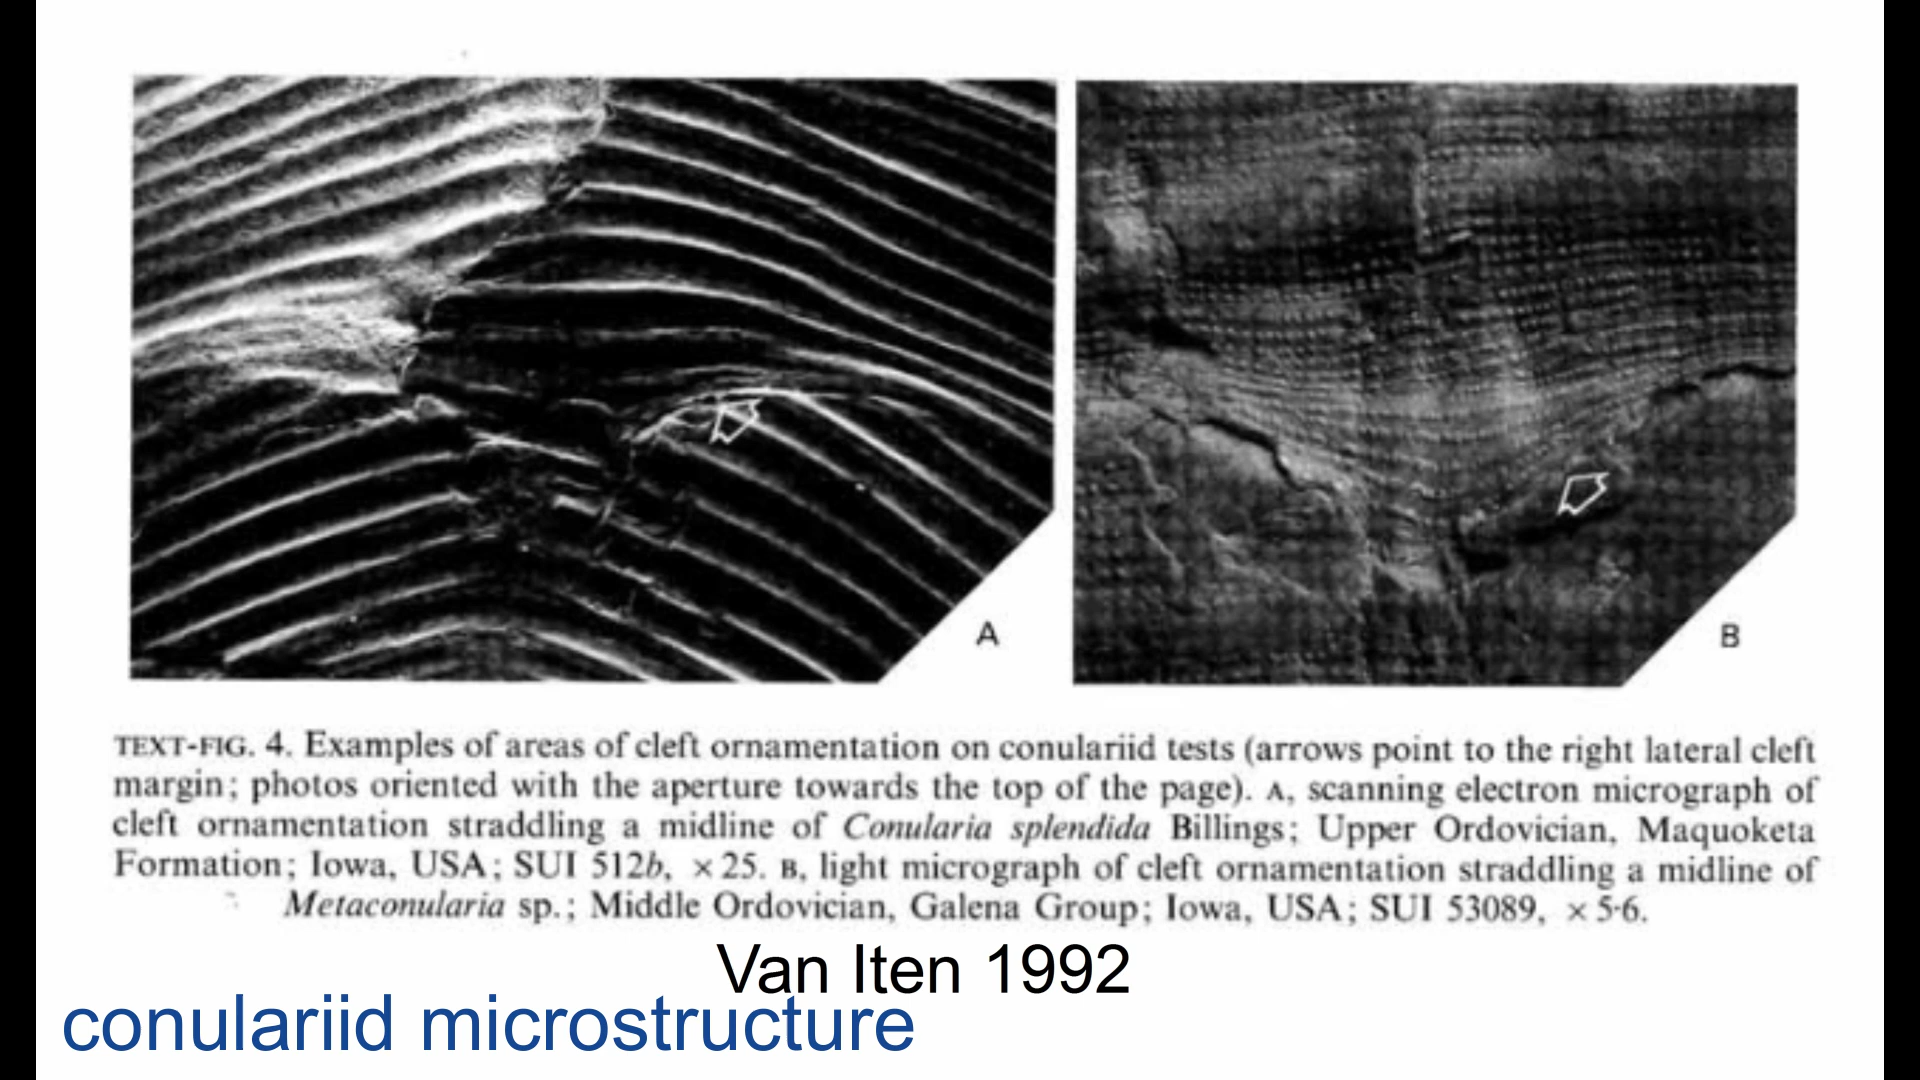 A
B
TEXT-FIG. 4. Examples of areas of cleft ornamentation on conulariid tests (arrows point to the right lateral cleft
margin; photos oriented with the aperture towards the top of the page). A, scanning electron micrograph of
cleft ornamentation straddling a midline of Conularia splendida Billings; Upper Ordovician, Maquoketa
Formation; Iowa, USA; SUI 512b, ×25. B, light micrograph of cleft ornamentation straddling a midline of
Metaconularia sp.; Middle Ordovician, Galena Group; Iowa, USA; SUI 53089, ×5·6.
Van Iten 1992
conulariid microstructure